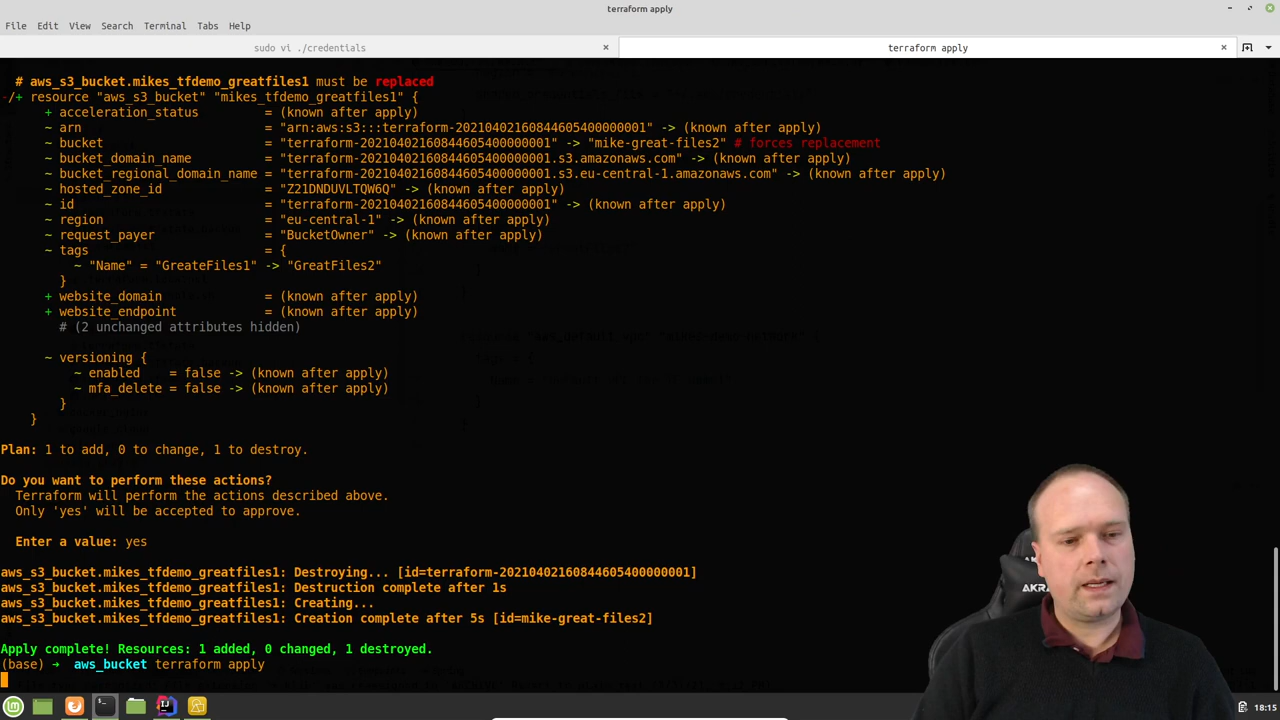 terraform apply
File Edit View Search Terminal Tabs Help
sudo vi ./credentials
terraform apply
# aws_s3_bucket.mikes_tfdemo_greatfiles1 must be replaced
-/+ resource "aws_s3_bucket" "mikes_tfdemo_greatfiles1" {
+ acceleration_status = (known after apply)
~ arn = "arn:aws:s3:::terraform-20210402160844605400000001" -> (known after apply)
~ bucket = "terraform-20210402160844605400000001" -> "mike-great-files2" # forces replacement
~ bucket_domain_name = "terraform-20210402160844605400000001.s3.amazonaws.com" -> (known after apply)
~ bucket_regional_domain_name = "terraform-20210402160844605400000001.s3.eu-central-1.amazonaws.com" -> (known after apply)
~ hosted_zone_id = "Z21DNDUVLTQW6Q" -> (known after apply)
~ id = "terraform-20210402160844605400000001" -> (known after apply)
~ region = "eu-central-1" -> (known after apply)
~ request_payer = "BucketOwner" -> (known after apply)
~ tags = {
~ "Name" = "GreateFiles1" -> "GreatFiles2"
}
+ website_domain = (known after apply)
+ website_endpoint = (known after apply)
# (2 unchanged attributes hidden)
~ versioning {
~ enabled = false -> (known after apply)
~ mfa_delete = false -> (known after apply)
}
}
Plan: 1 to add, 0 to change, 1 to destroy.
Do you want to perform these actions?
Terraform will perform the actions described above.
Only 'yes' will be accepted to approve.
Enter a value: yes
aws_s3_bucket.mikes_tfdemo_greatfiles1: Destroying... [id=terraform-20210402160844605400000001]
aws_s3_bucket.mikes_tfdemo_greatfiles1: Destruction complete after 1s
aws_s3_bucket.mikes_tfdemo_greatfiles1: Creating...
aws_s3_bucket.mikes_tfdemo_greatfiles1: Creation complete after 5s [id=mike-great-files2]
Apply complete! Resources: 1 added, 0 changed, 1 destroyed.
(base) → aws_bucket terraform apply
18:15